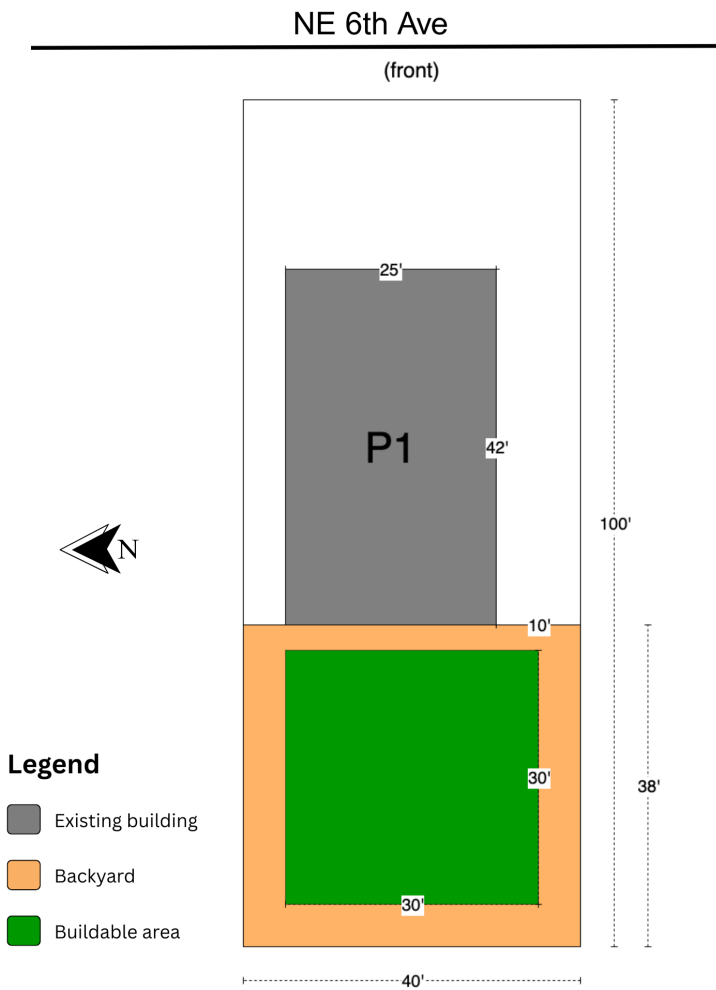 NE 6th Ave
(front)
25'
P1
42'
100'
N
10'
Legend
30'
38'
Existing building
Backyard
30'
Buildable area
40'